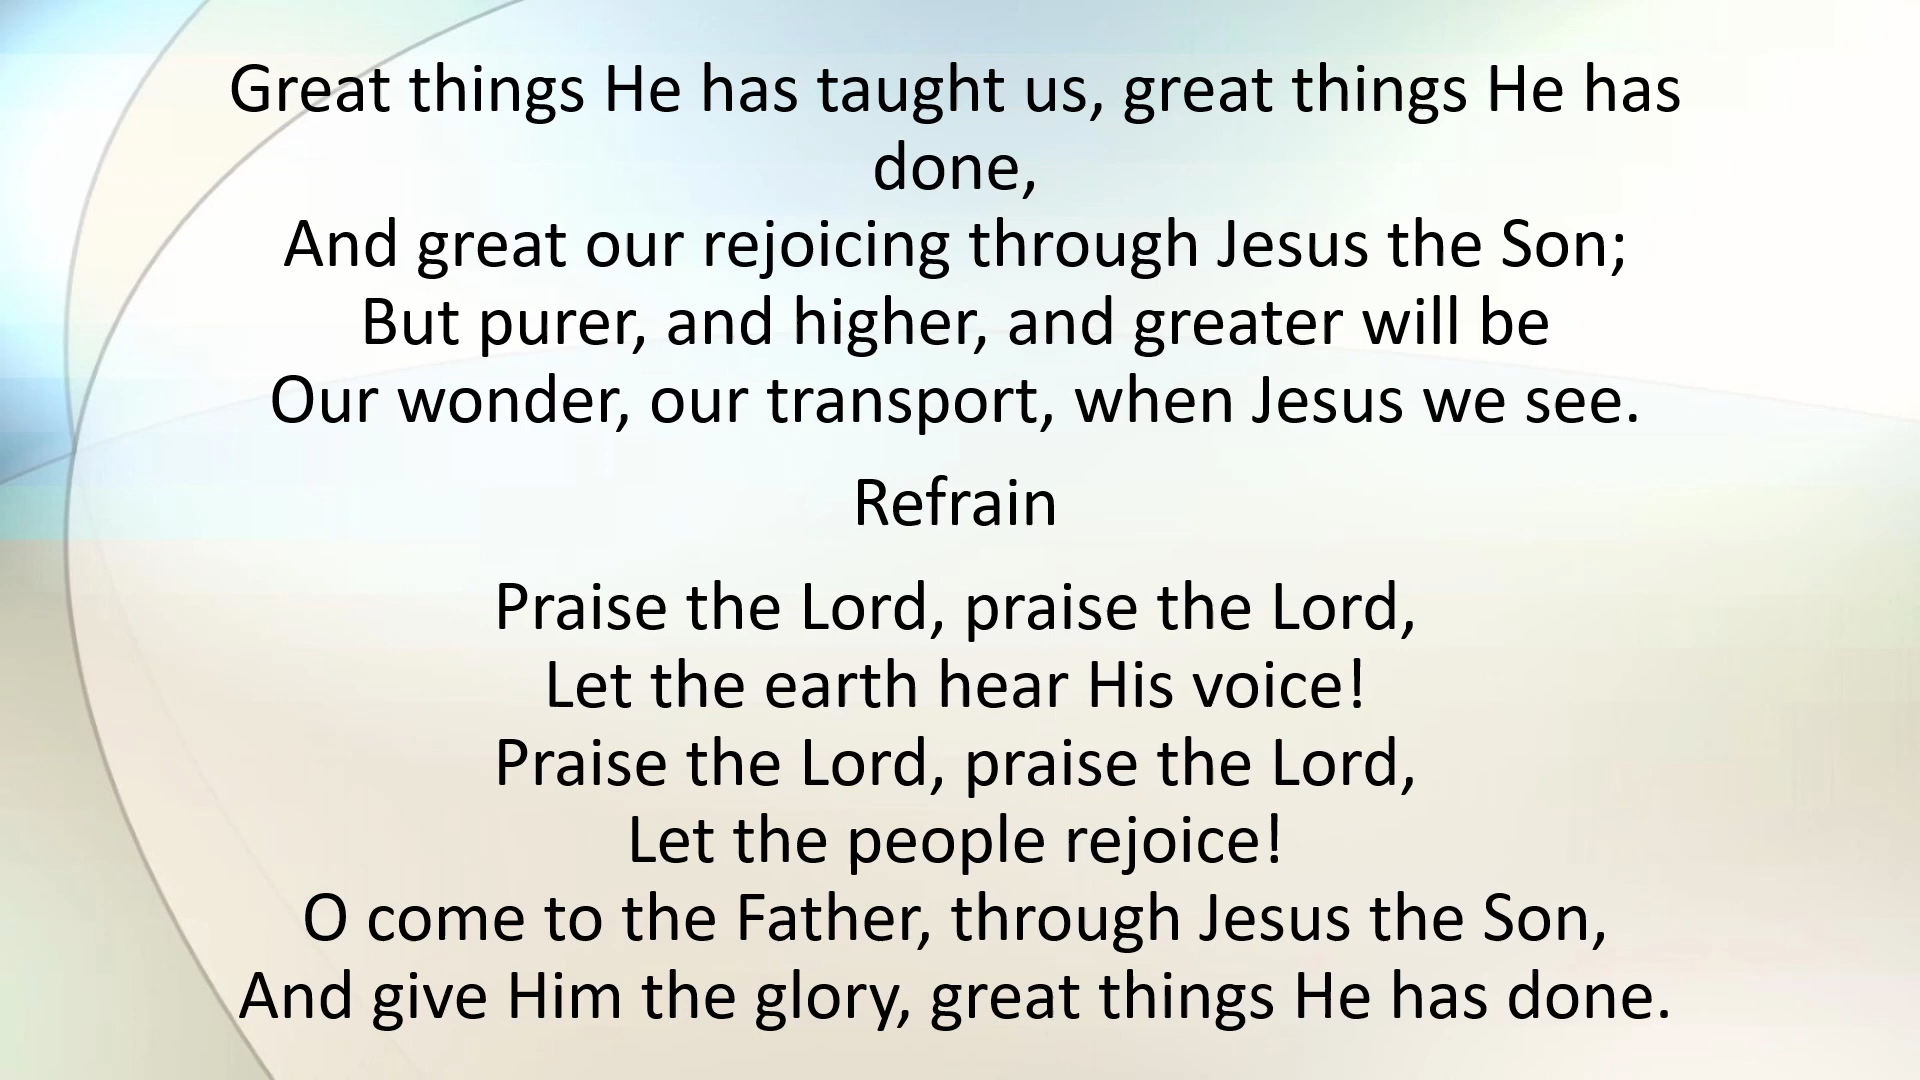 Great things He has taught us, great things He has
done,
And great our rejoicing through Jesus the Son;
But purer, and higher, and greater will be
Our wonder, our transport, when Jesus we see.
Refrain
Praise the Lord, praise the Lord,
Let the earth hear His voice!
Praise the Lord, praise the Lord,
Let the people rejoice!
O come to the Father, through Jesus the Son,
And give Him the glory, great things He has done.